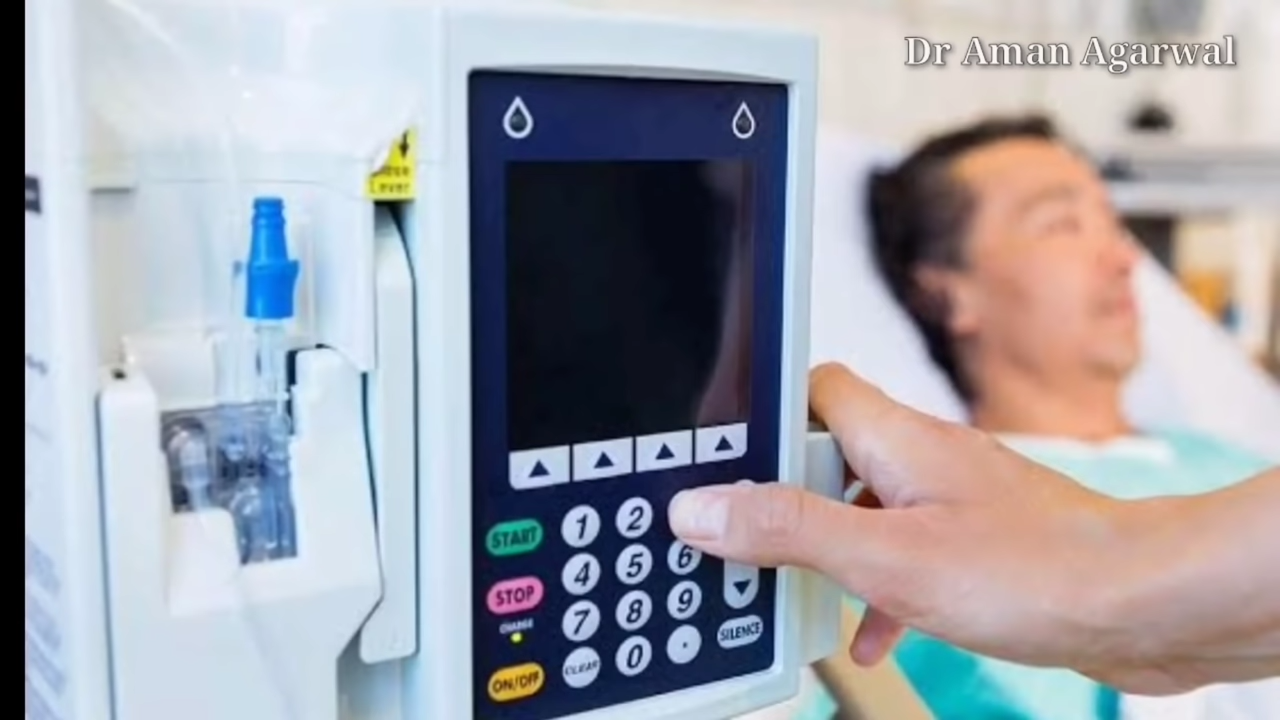 Dr Aman Agarwal
Lever
1
2
START
4
5
6
STOP
7
8
9
CHARGE
SILENCE
ON/OFF
CLEAR
0
.